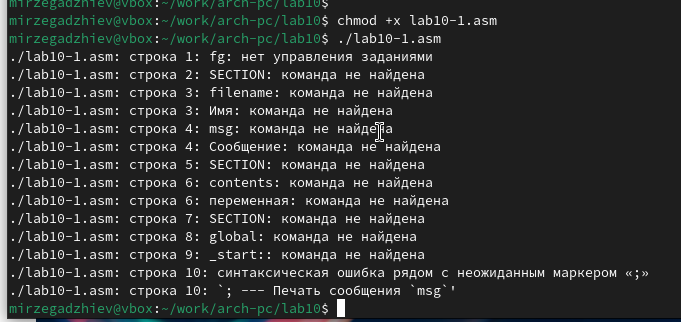 mirzegadzhiev@vbox:~/work/arch-pc/lab10$
mirzegadzhiev@vbox:~/work/arch-pc/lab10$ chmod +x lab10-1.asm
mirzegadzhiev@vbox:~/work/arch-pc/lab10$ ./lab10-1.asm
./lab10-1.asm: строка 1: fg: нет управления заданиями
./lab10-1.asm: строка 2: SECTION: команда не найдена
./lab10-1.asm: строка 3: filename: команда не найдена
./lab10-1.asm: строка 3: Имя: команда не найдена
./lab10-1.asm: строка 4: msg: команда не найдена
./lab10-1.asm: строка 4: Сообщение: команда не найдена
./lab10-1.asm: строка 5: SECTION: команда не найдена
./lab10-1.asm: строка 6: contents: команда не найдена
./lab10-1.asm: строка 6: переменная: команда не найдена
./lab10-1.asm: строка 7: SECTION: команда не найдена
./lab10-1.asm: строка 8: global: команда не найдена
./lab10-1.asm: строка 9: _start:: команда не найдена
./lab10-1.asm: строка 10: синтаксическая ошибка рядом с неожиданным маркером «;»
./lab10-1.asm: строка 10: `; --- Печать сообщения `msg`'
mirzegadzhiev@vbox:~/work/arch-pc/lab10$